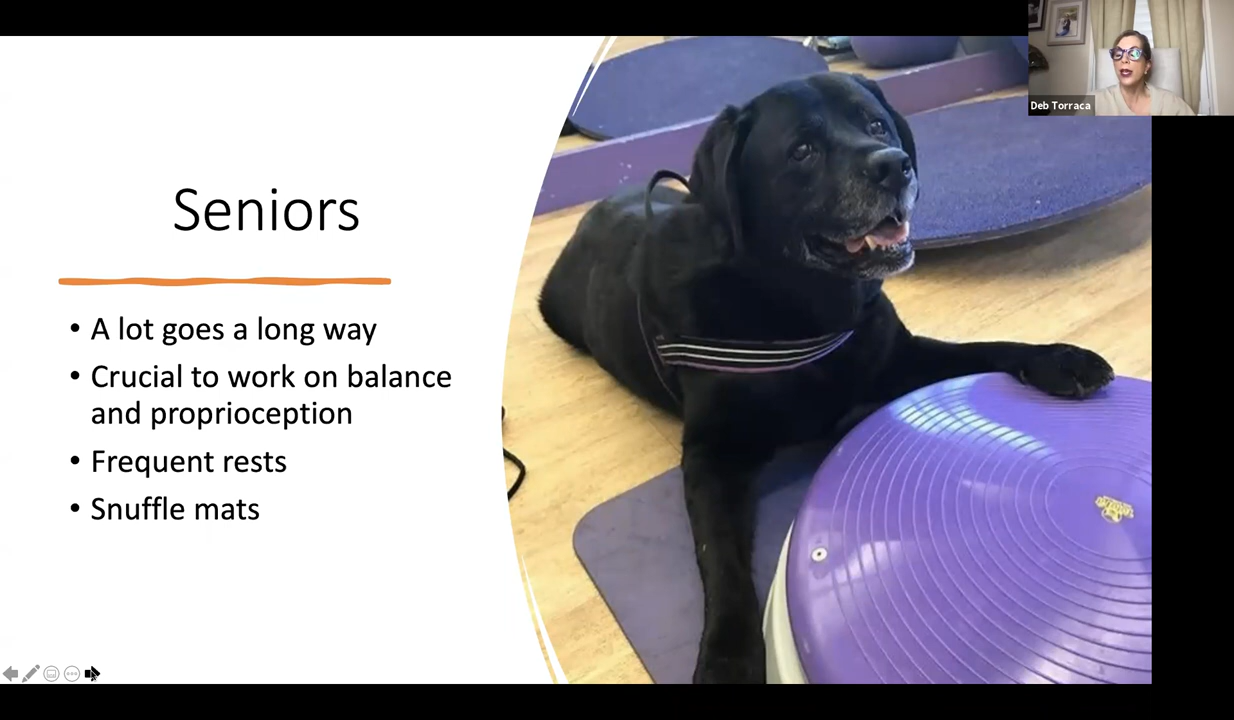 Deb Torraca
Seniors
• A lot goes a long way
• Crucial to work on balance
and proprioception
• Frequent rests
• Snuffle mats